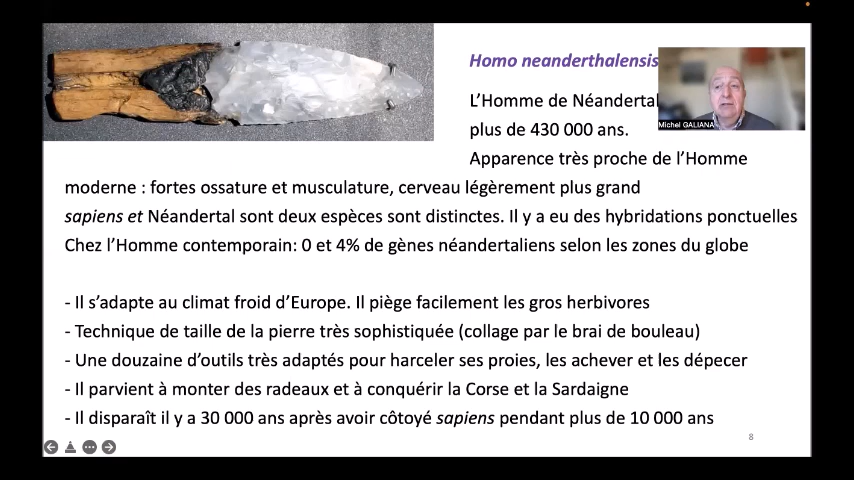 Homo neanderthalensis
L’Homme de Néandertal
plus de 430 000 ans.
Apparence très proche de l’Homme
moderne : fortes ossature et musculature, cerveau légèrement plus grand
sapiens et Néandertal sont deux espèces sont distinctes. Il y a eu des hybridations ponctuelles
Chez l’Homme contemporain: 0 et 4% de gènes néandertaliens selon les zones du globe
- Il s’adapte au climat froid d’Europe. Il piège facilement les gros herbivores
- Technique de taille de la pierre très sophistiquée (collage par le brai de bouleau)
- Une douzaine d’outils très adaptés pour harceler ses proies, les achever et les dépecer
- Il parvient à monter des radeaux et à conquérir la Corse et la Sardaigne
- Il disparaît il y a 30 000 ans après avoir côtoyé sapiens pendant plus de 10 000 ans
8
Michel GALIANA